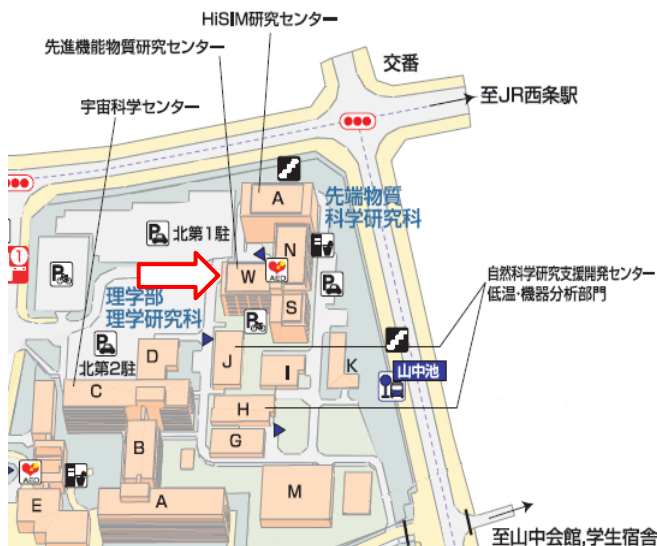 HiSIM研究センター
先進機能物質研究センター
交番
至JR西条駅
宇宙科学センター
A
先端物質
科学研究科
北第1駐
N
W
AED
S
1
理学部
理学研究科
自然科学研究支援開発センター
低温・機器分析部門
P
P
P
P
北第2駐
D
J
I
K
山中池
C
H
B
G
AED
E
A
M
至山中会館,学生宿舎